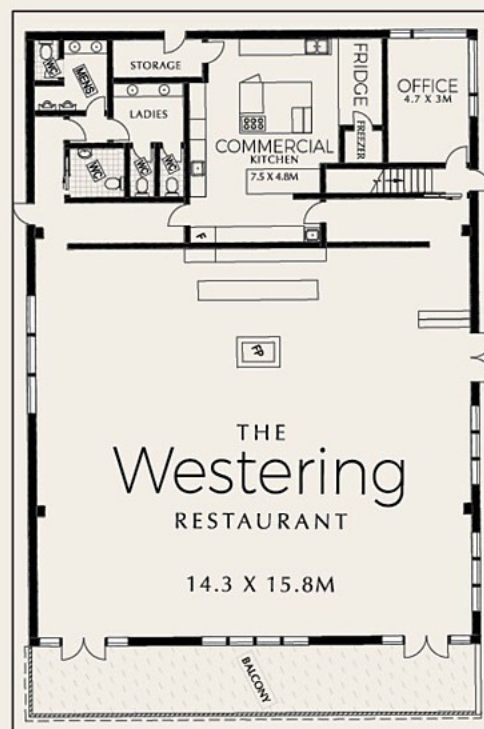 WC
MENS
STORAGE
LADIES
WC
WC
WC
COMMERCIAL
KITCHEN
7.5 X 4.8M
FRIDGE
FREEZER
OFFICE
4.7 X 3M
F
FP
THE
Westering
RESTAURANT
14.3 X 15.8M
BALCONY